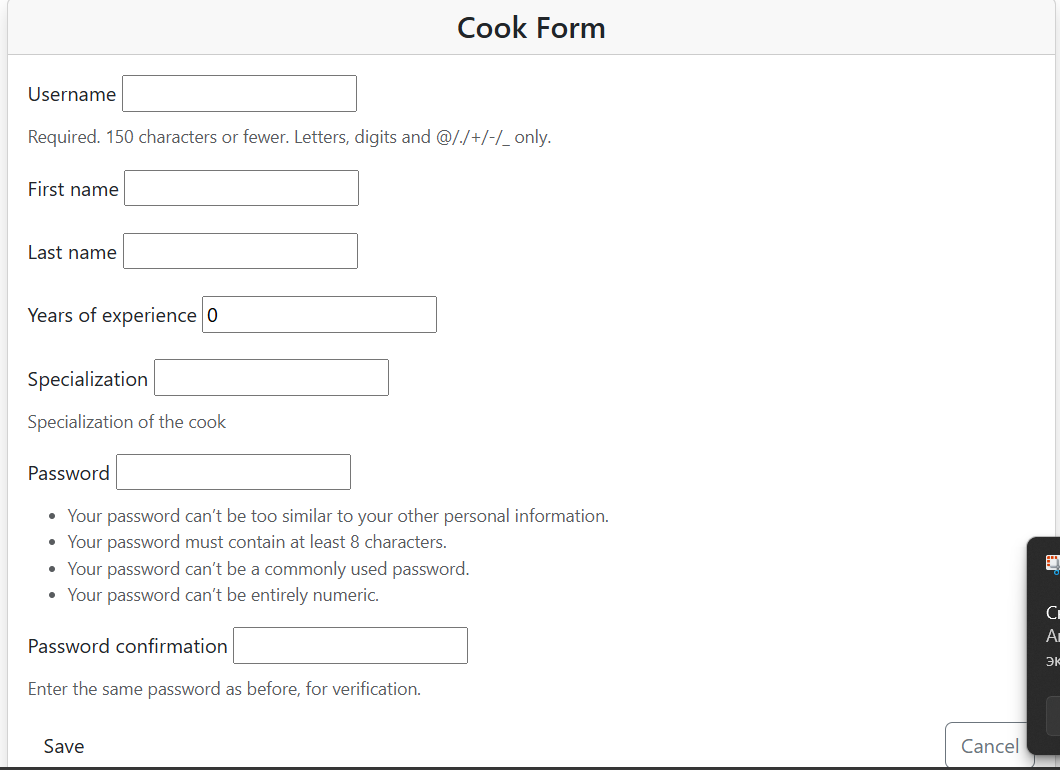 Cook Form
Username
Required. 150 characters or fewer. Letters, digits and @/./+/-/_ only.
First name
Last name
Years of experience 0
Specialization
Specialization of the cook
Password
Your password can’t be too similar to your other personal information.
Your password must contain at least 8 characters.
Your password can’t be a commonly used password.
Your password can’t be entirely numeric.
Password confirmation
Enter the same password as before, for verification.
Save
Cancel